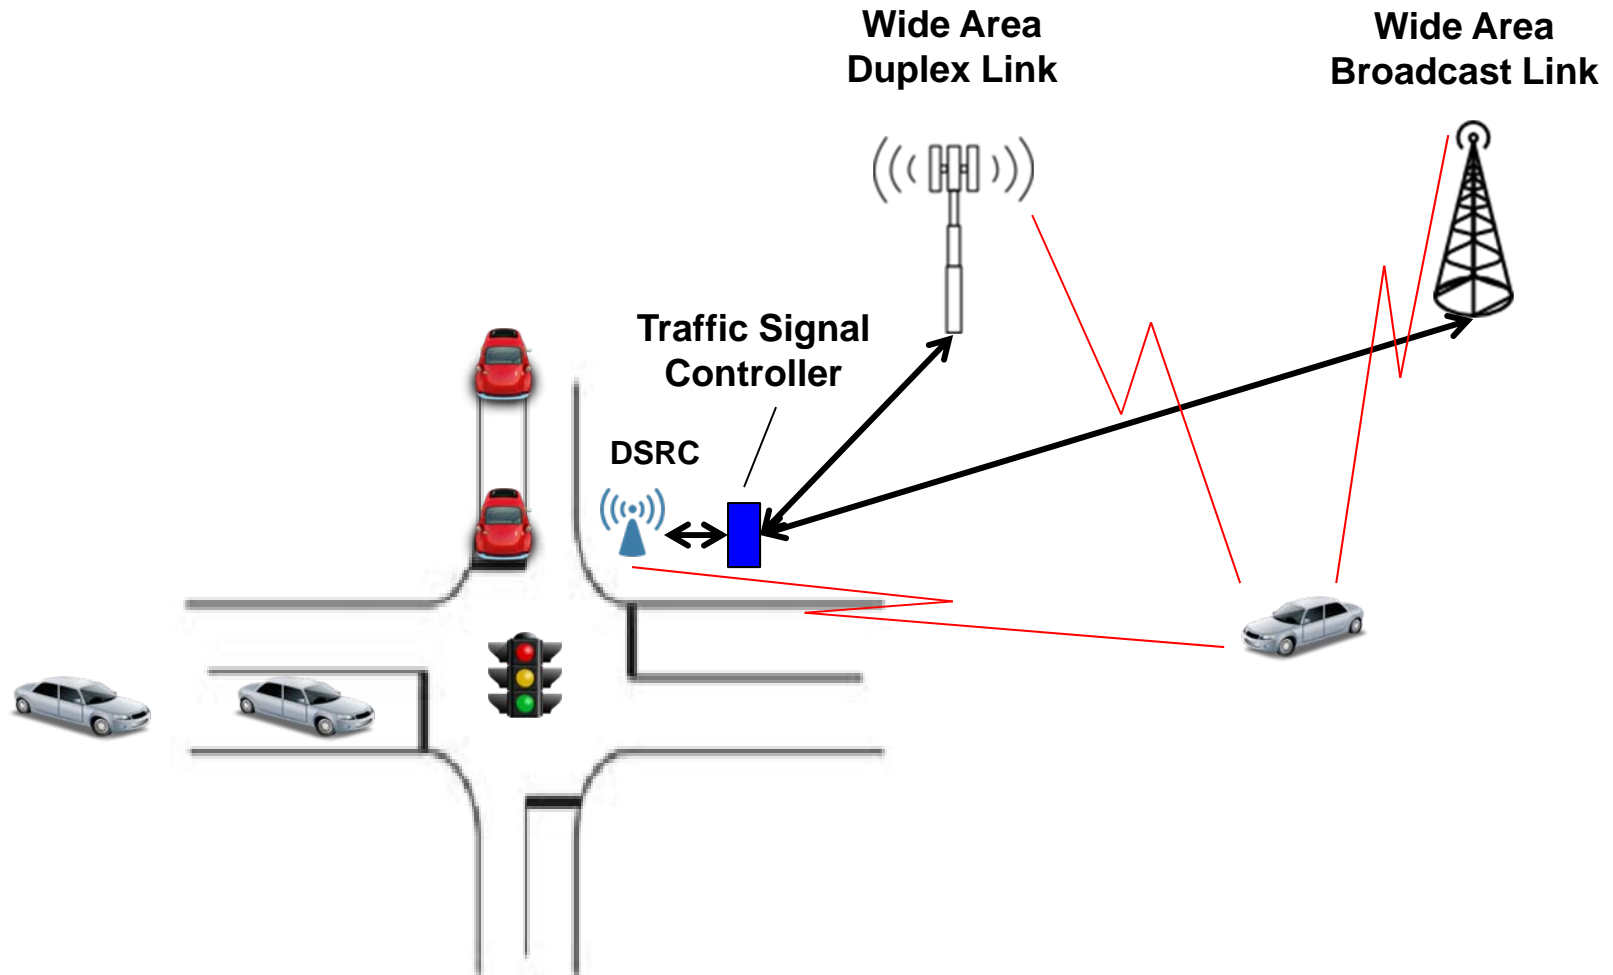 Wide Area
Duplex Link
Wide Area
Broadcast Link
Traffic Signal
Controller
DSRC